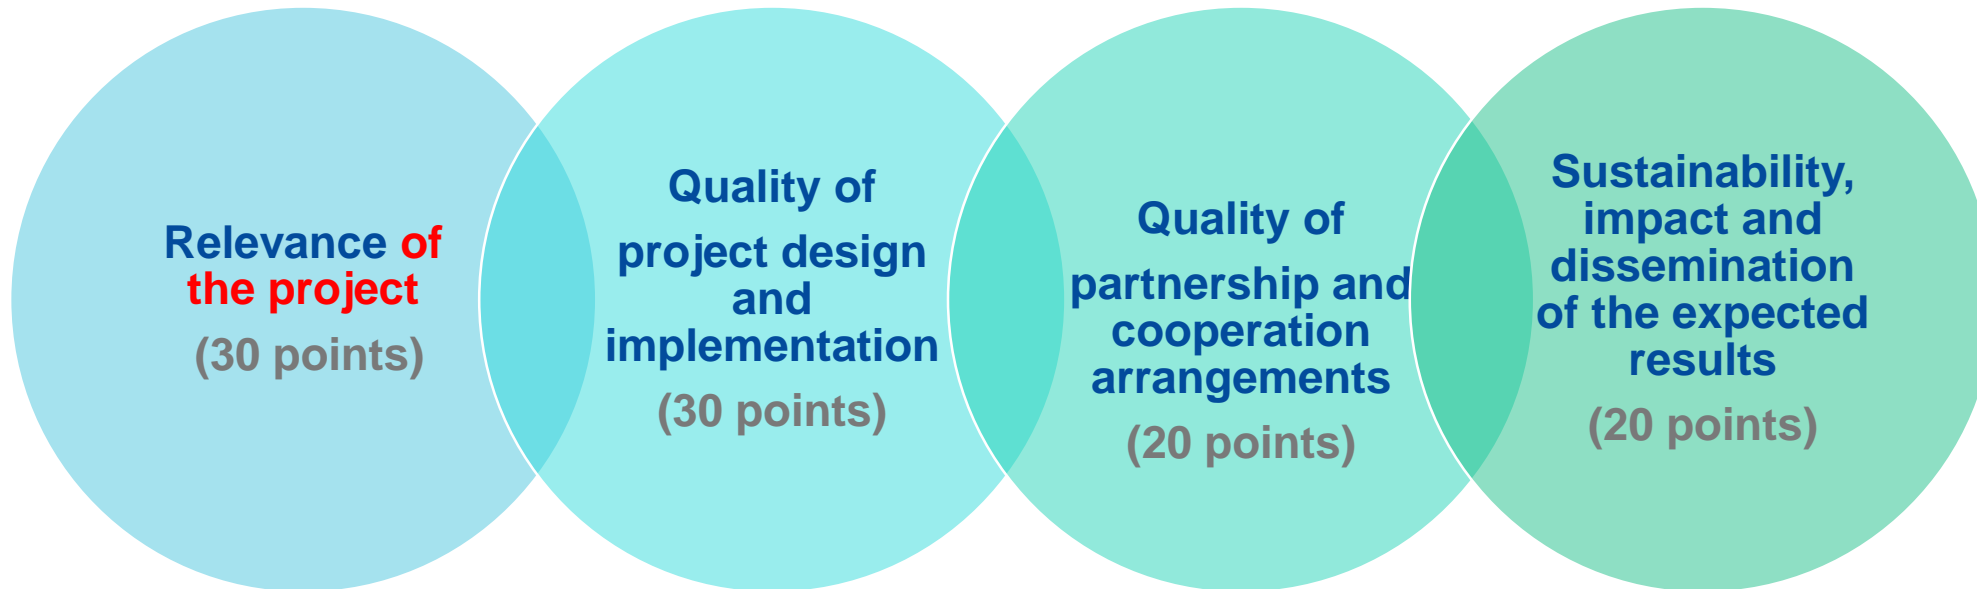 Relevance of
the project
(30 points)
Quality of
project design
and
implementation
(30 points)
Quality of
partnership and
cooperation
arrangements
(20 points)
Sustainability,
impact and
dissemination
of the expected
results
(20 points)